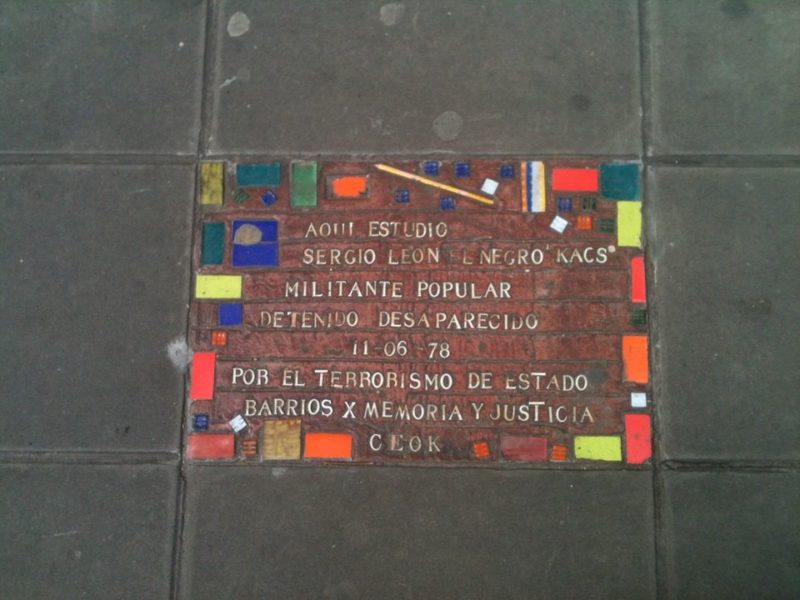 AQUI ESTUDIO
SERGIO LEON "EL NEGRO" KACS
MILITANTE POPULAR
DETENIDO DESAPARECIDO
11-06-78
POR EL TERRORISMO DE ESTADO
BARRIOS X MEMORIA Y JUSTICIA
CEOK